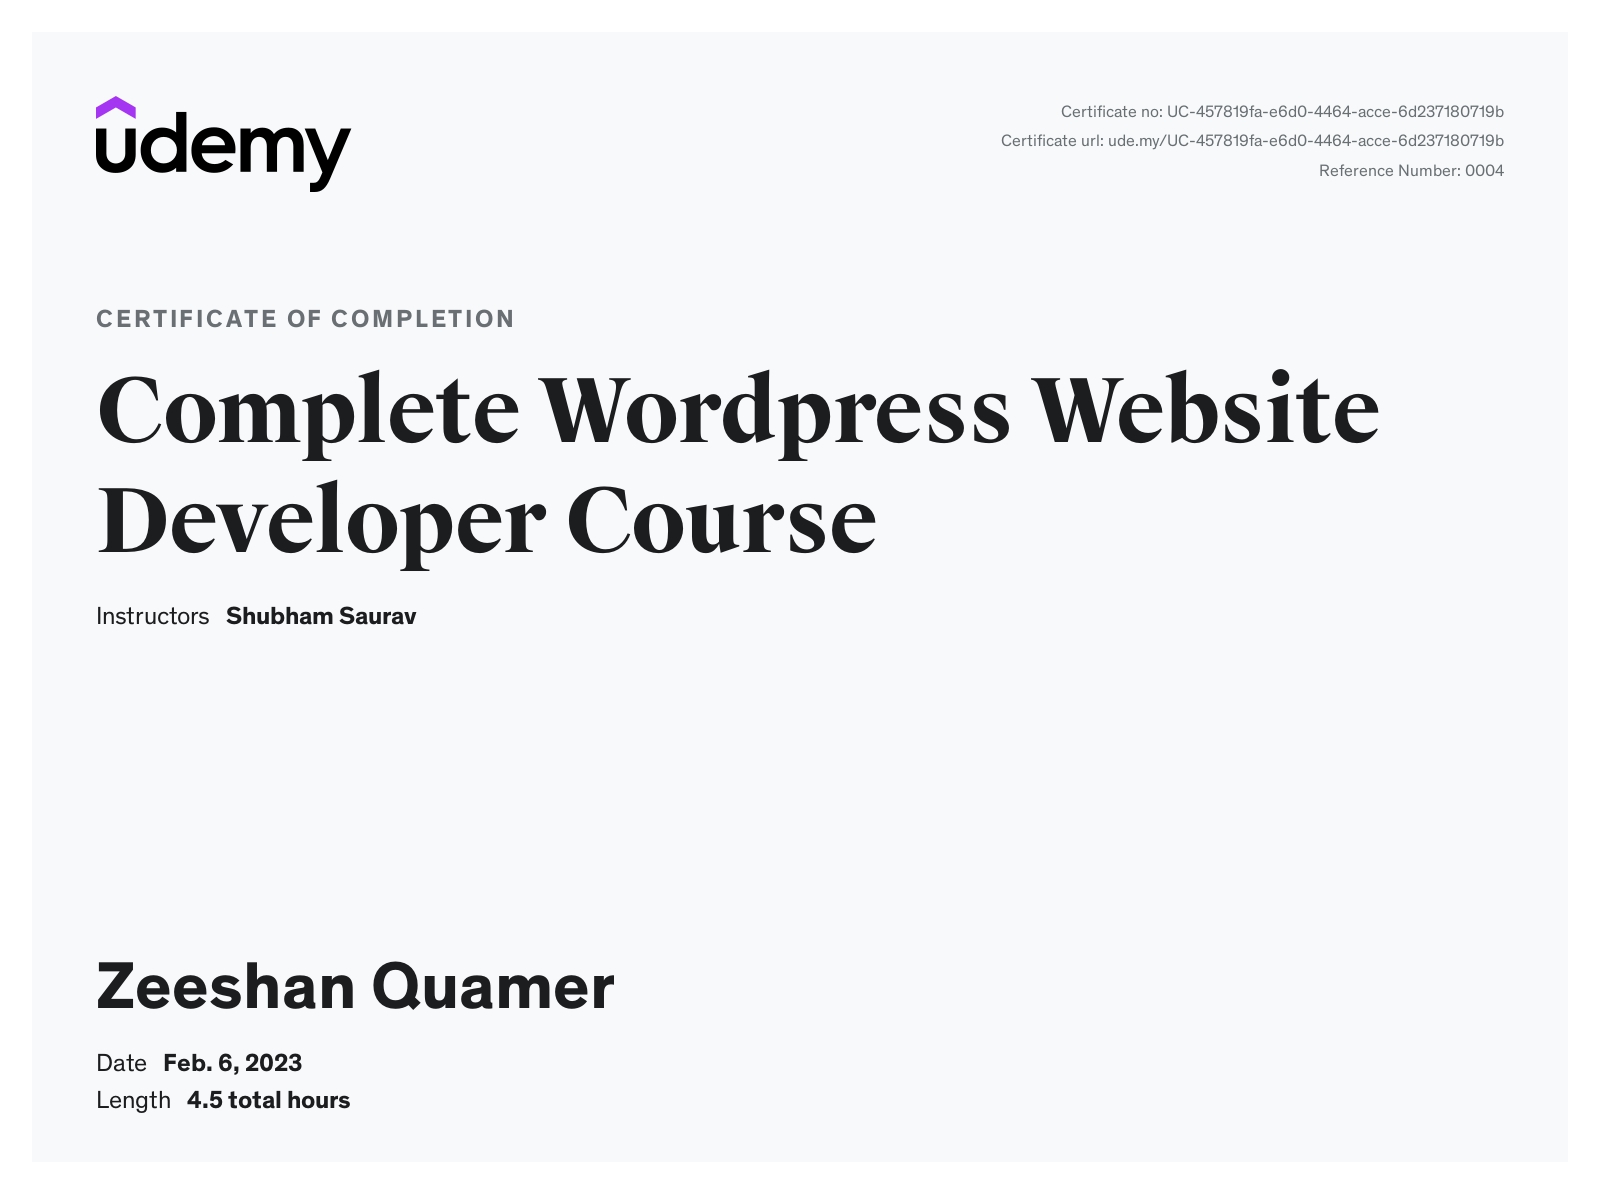 udemy
Certificate no: UC-457819fa-e6d0-4464-acce-6d237180719b
Certificate url: ude.my/UC-457819fa-e6d0-4464-acce-6d237180719b
Reference Number: 0004
CERTIFICATE OF COMPLETION
Complete Wordpress Website
Developer Course
Instructors Shubham Saurav
Zeeshan Quamer
Date Feb. 6, 2023
Length 4.5 total hours